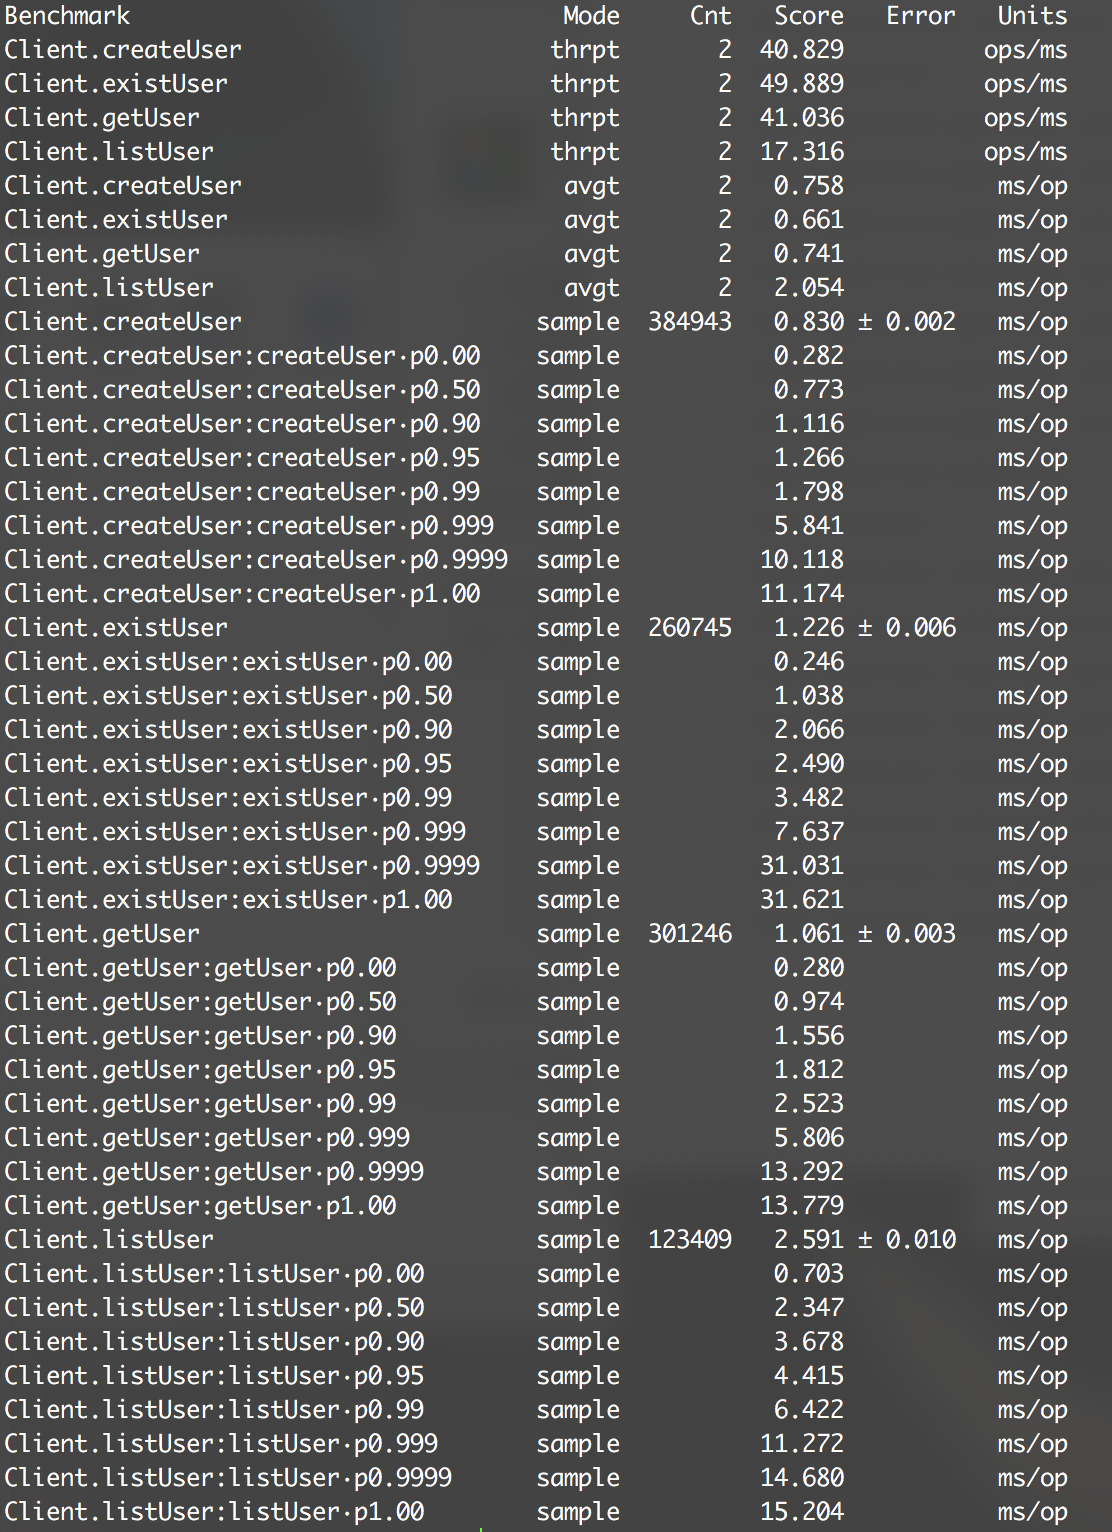 Benchmark Mode Cnt Score Error Units
Client.createUser thrpt 2 40.829 ops/ms
Client.existUser thrpt 2 49.889 ops/ms
Client.getUser thrpt 2 41.036 ops/ms
Client.listUser thrpt 2 17.316 ops/ms
Client.createUser avgt 2 0.758 ms/op
Client.existUser avgt 2 0.661 ms/op
Client.getUser avgt 2 0.741 ms/op
Client.listUser avgt 2 2.054 ms/op
Client.createUser sample 384943 0.830 ± 0.002 ms/op
Client.createUser:createUser·p0.00 sample 0.282 ms/op
Client.createUser:createUser·p0.50 sample 0.773 ms/op
Client.createUser:createUser·p0.90 sample 1.116 ms/op
Client.createUser:createUser·p0.95 sample 1.266 ms/op
Client.createUser:createUser·p0.99 sample 1.798 ms/op
Client.createUser:createUser·p0.999 sample 5.841 ms/op
Client.createUser:createUser·p0.9999 sample 10.118 ms/op
Client.createUser:createUser·p1.00 sample 11.174 ms/op
Client.existUser sample 260745 1.226 ± 0.006 ms/op
Client.existUser:existUser·p0.00 sample 0.246 ms/op
Client.existUser:existUser·p0.50 sample 1.038 ms/op
Client.existUser:existUser·p0.90 sample 2.066 ms/op
Client.existUser:existUser·p0.95 sample 2.490 ms/op
Client.existUser:existUser·p0.99 sample 3.482 ms/op
Client.existUser:existUser·p0.999 sample 7.637 ms/op
Client.existUser:existUser·p0.9999 sample 31.031 ms/op
Client.existUser:existUser·p1.00 sample 31.621 ms/op
Client.getUser sample 301246 1.061 ± 0.003 ms/op
Client.getUser:getUser·p0.00 sample 0.280 ms/op
Client.getUser:getUser·p0.50 sample 0.974 ms/op
Client.getUser:getUser·p0.90 sample 1.556 ms/op
Client.getUser:getUser·p0.95 sample 1.812 ms/op
Client.getUser:getUser·p0.99 sample 2.523 ms/op
Client.getUser:getUser·p0.999 sample 5.806 ms/op
Client.getUser:getUser·p0.9999 sample 13.292 ms/op
Client.getUser:getUser·p1.00 sample 13.779 ms/op
Client.listUser sample 123409 2.591 ± 0.010 ms/op
Client.listUser:listUser·p0.00 sample 0.703 ms/op
Client.listUser:listUser·p0.50 sample 2.347 ms/op
Client.listUser:listUser·p0.90 sample 3.678 ms/op
Client.listUser:listUser·p0.95 sample 4.415 ms/op
Client.listUser:listUser·p0.99 sample 6.422 ms/op
Client.listUser:listUser·p0.999 sample 11.272 ms/op
Client.listUser:listUser·p0.9999 sample 14.680 ms/op
Client.listUser:listUser·p1.00 sample 15.204 ms/op